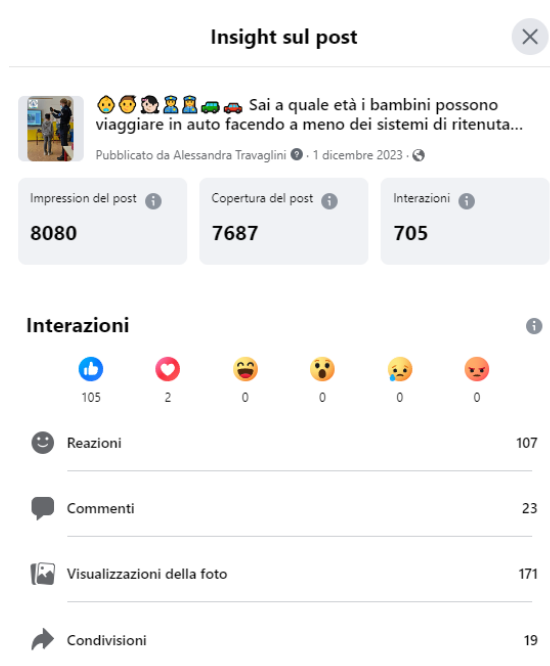 Insight sul post
👶👦👧👮👮🚙🚗 Sai a quale età i bambini possono
viaggiare in auto facendo a meno dei sistemi di ritenuta...
Pubblicato da Alessandra Travaglini · 1 dicembre 2023 ·
Impression del post
8080
Copertura del post
7687
Interazioni
705
Interazioni
105
2
0
0
0
0
Reazioni 107
Commenti 23
Visualizzazioni della foto 171
Condivisioni 19